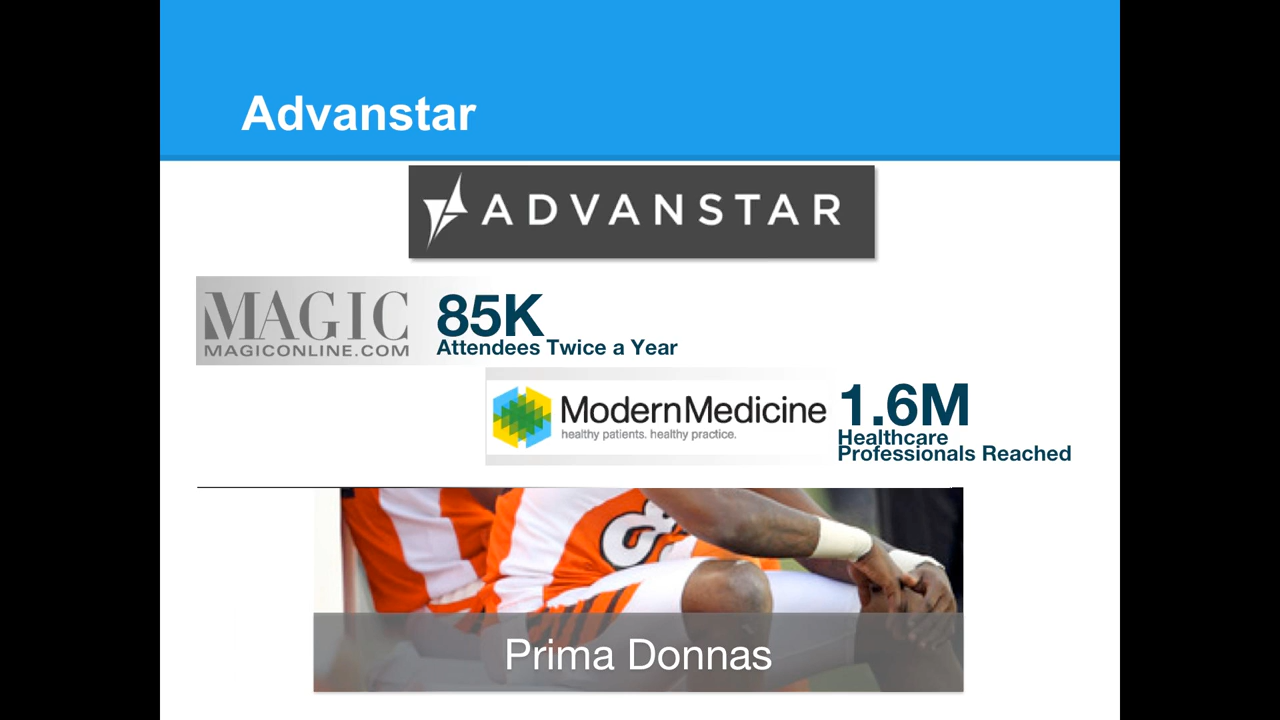 Advanstar
ADVANSTAR
MAGIC
MAGICONLINE.COM
85K
Attendees Twice a Year
ModernMedicine
healthy patients. healthy practice.
1.6M
Healthcare
Professionals Reached
Prima Donnas